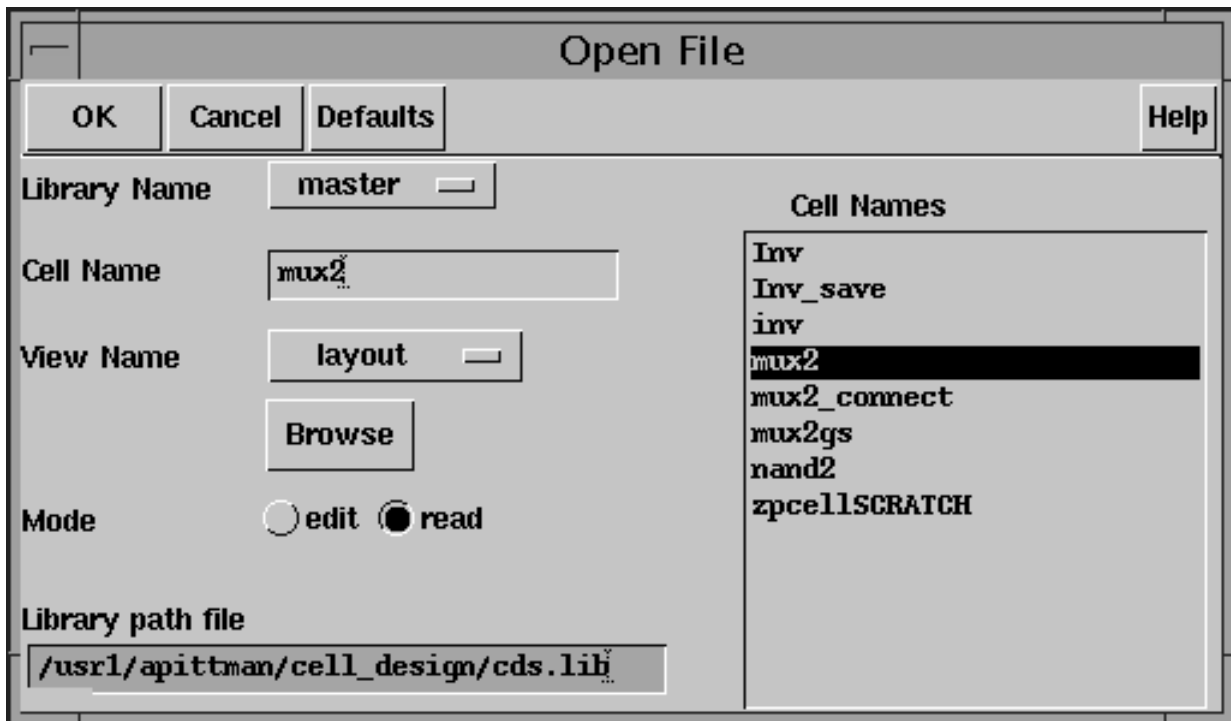 Open File
OK Cancel Defaults Help
Library Name master
Cell Name mux2
View Name layout
Browse
Mode edit read
Library path file
/usr1/apittman/cell_design/cds.lib
Cell Names
Inv
Inv_save
inv
mux2
mux2_connect
mux2gs
nand2
zpcellSCRATCH